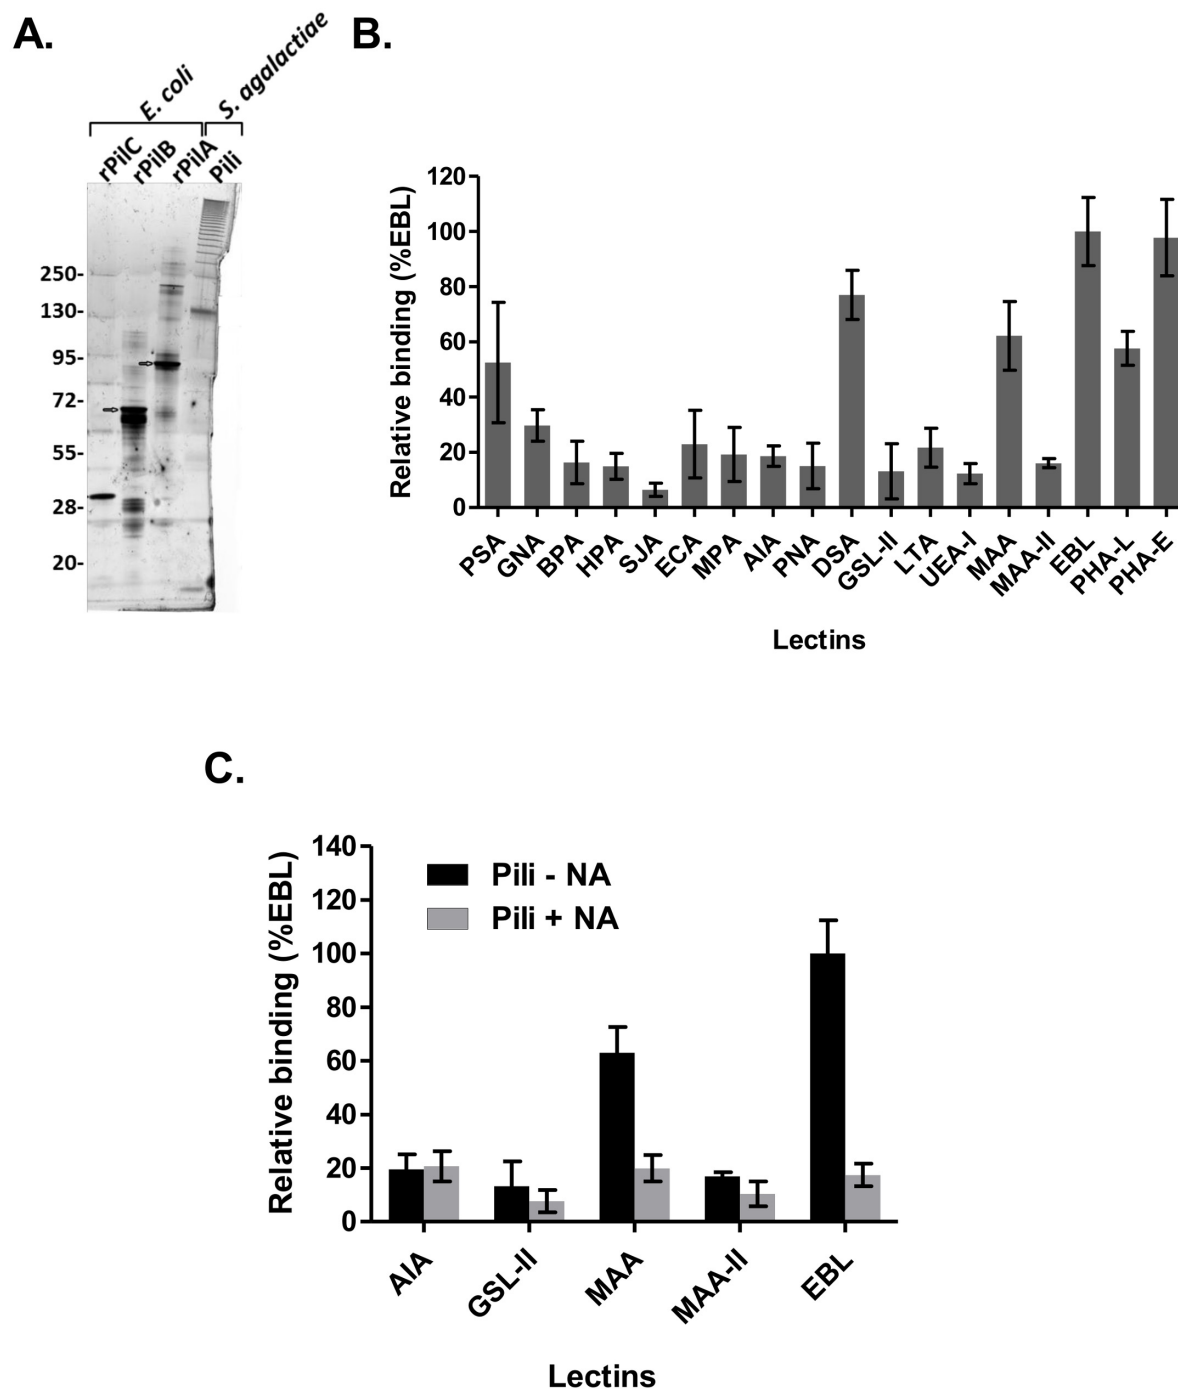 A.
E. coli
S. agalactiae
rPilC
rPilB
rPilA
Pili
250-
130-
95-
72-
55-
28-
20-
B.
Relative binding (%EBL)
120
100
80
60
40
20
0
PSA
GNA
BPA
HPA
SJA
ECA
MPA
AIA
PNA
DSA
GSL-II
LTA
UEA-I
MAA
MAA-II
EBL
PHA-L
PHA-E
Lectins
C.
Relative binding (%EBL)
140
120
100
80
60
40
20
0
Pili - NA
Pili + NA
AIA
GSL-II
MAA
MAA-II
EBL
Lectins